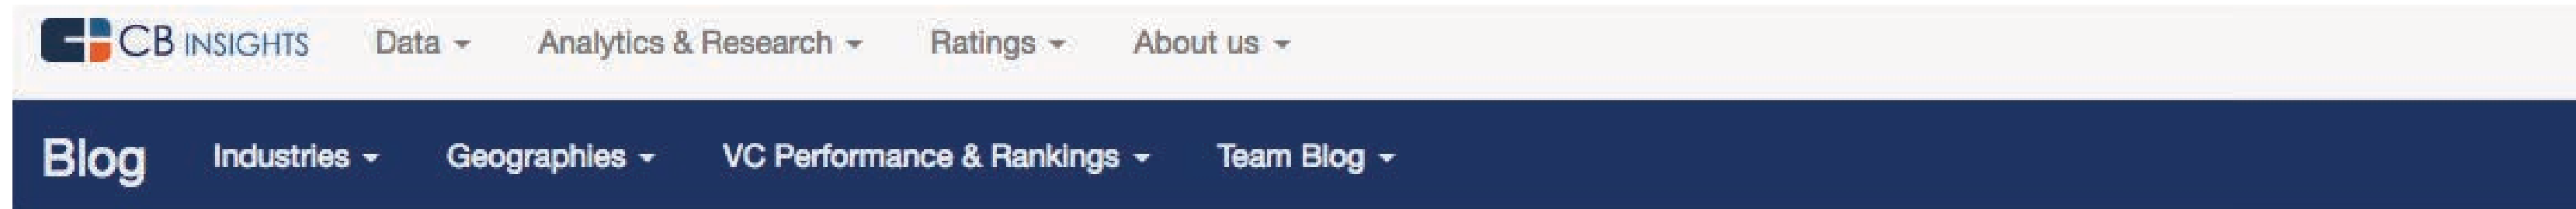 CB INSIGHTS Data Analytics & Research Ratings About us
Blog Industries Geographies VC Performance & Rankings Team Blog